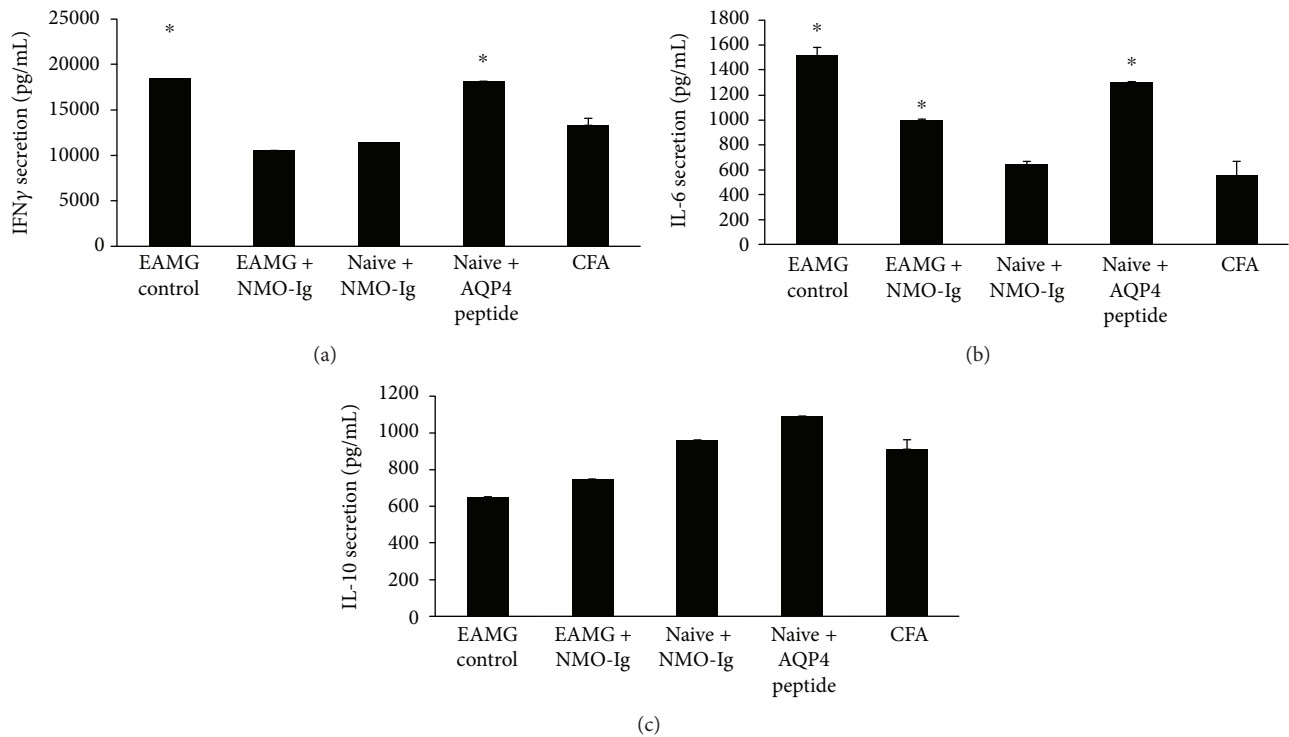 IFNγ secretion (pg/mL)
25000
20000
15000
10000
5000
0
*
*
EAMG control
EAMG + NMO-Ig
Naive + NMO-Ig
Naive + AQP4 peptide
CFA
(a)
IL-6 secretion (pg/mL)
1800
1600
1400
1200
1000
800
600
400
200
0
*
*
*
EAMG control
EAMG + NMO-Ig
Naive + NMO-Ig
Naive + AQP4 peptide
CFA
(b)
IL-10 secretion (pg/mL)
1200
1000
800
600
400
200
0
EAMG control
EAMG + NMO-Ig
Naive + NMO-Ig
Naive + AQP4 peptide
CFA
(c)